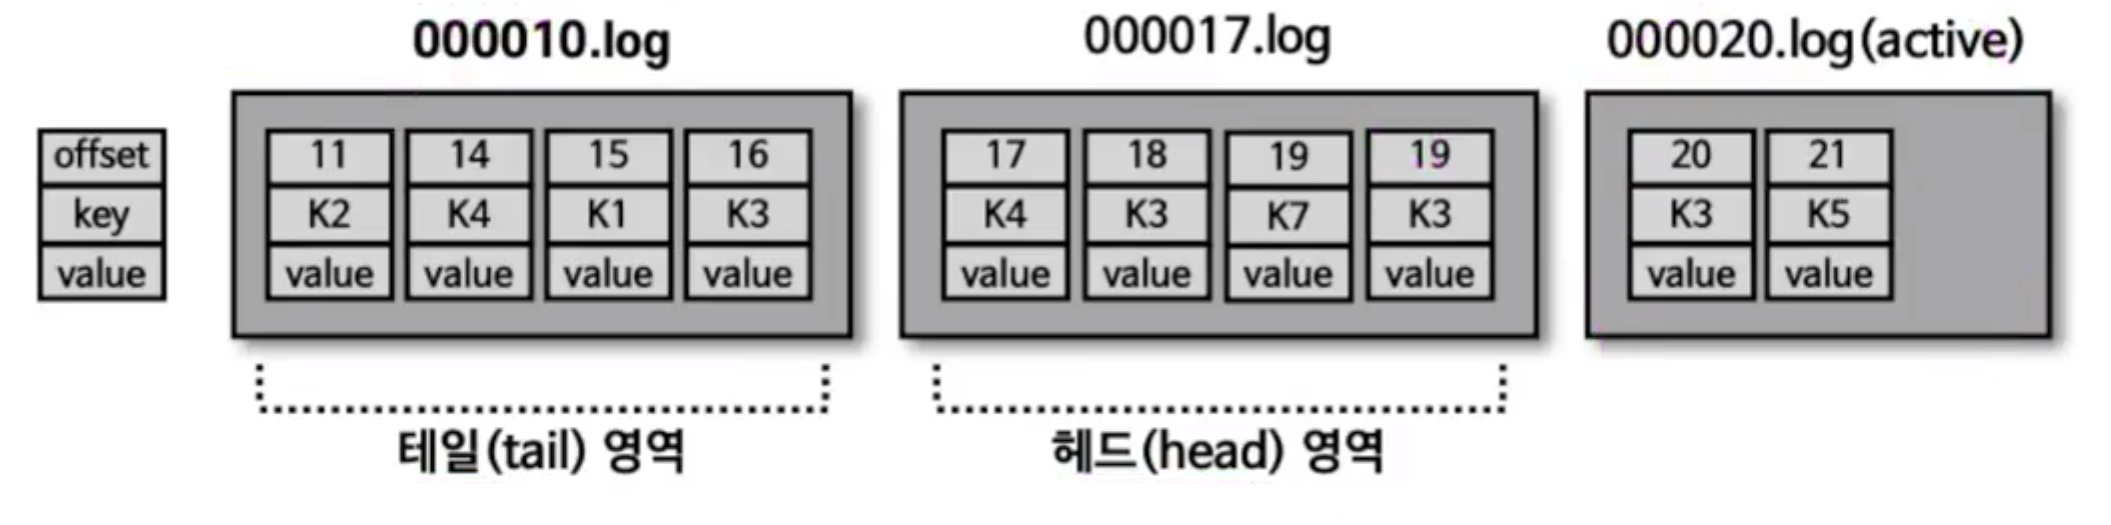 000010.log
000017.log
000020.log(active)
offset 11 14 15 16 17 18 19 19 20 21
key K2 K4 K1 K3 K4 K3 K7 K3 K3 K5
value value value value value value value value value value value
테일(tail) 영역
헤드(head) 영역